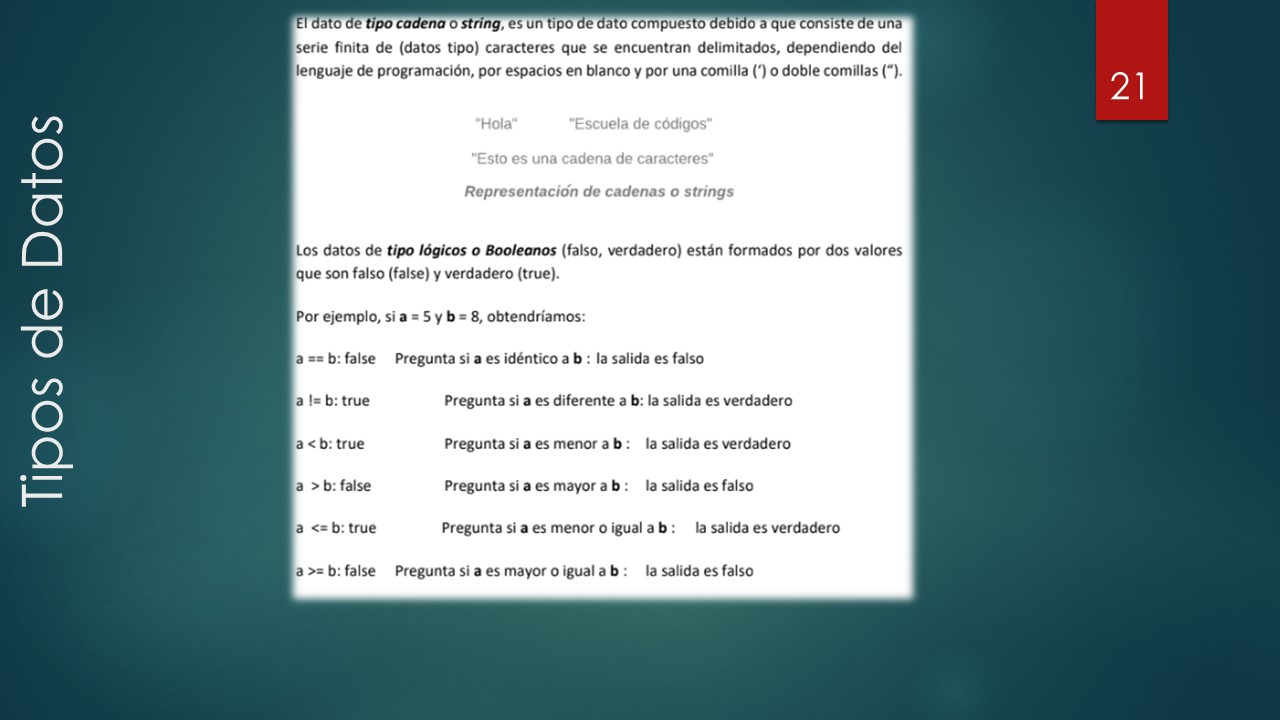 Tipos de Datos
21
El dato de tipo cadena o string, es un tipo de dato compuesto debido a que consiste de una
serie finita de (datos tipo) caracteres que se encuentran delimitados, dependiendo del
lenguaje de programación, por espacios en blanco y por una comilla (‘) o doble comillas (“).
"Hola" "Escuela de códigos"
"Esto es una cadena de caracteres"
Representación de cadenas o strings
Los datos de tipo lógicos o Booleanos (falso, verdadero) están formados por dos valores
que son falso (false) y verdadero (true).
Por ejemplo, si a = 5 y b = 8, obtendríamos:
a == b: false Pregunta si a es idéntico a b : la salida es falso
a != b: true Pregunta si a es diferente a b: la salida es verdadero
a < b: true Pregunta si a es menor a b : la salida es verdadero
a > b: false Pregunta si a es mayor a b : la salida es falso
a <= b: true Pregunta si a es menor o igual a b : la salida es verdadero
a >= b: false Pregunta si a es mayor o igual a b : la salida es falso